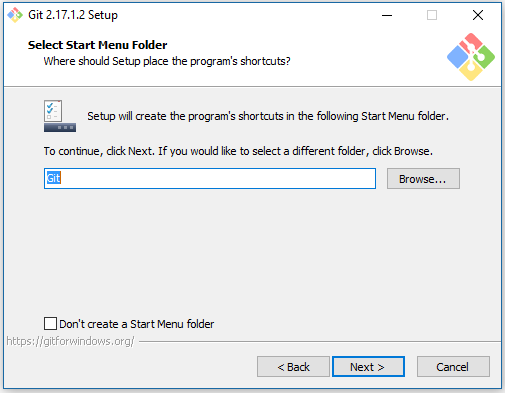 Git 2.17.1.2 Setup
Select Start Menu Folder
Where should Setup place the program's shortcuts?
Setup will create the program's shortcuts in the following Start Menu folder.
To continue, click Next. If you would like to select a different folder, click Browse.
Git
Browse...
Don't create a Start Menu folder
https://gitforwindows.org/
< Back
Next >
Cancel